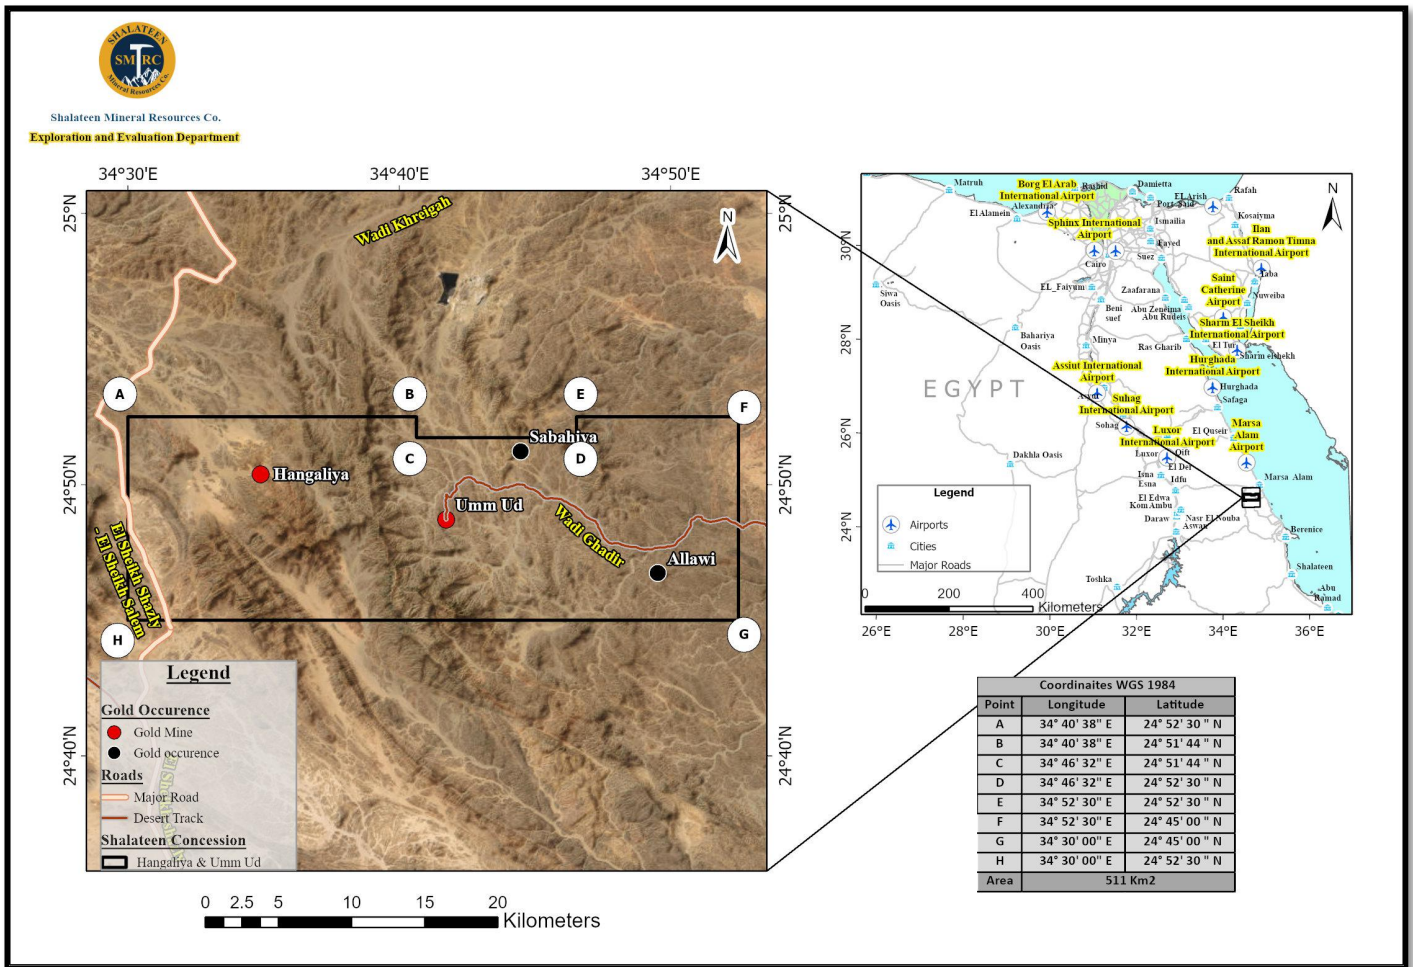 SHALATEEN
SM RC
Mineral Resources Co.
Shalateen Mineral Resources Co.
Exploration and Evaluation Department
34°30'E 34°40'E 34°50'E
25°N
24°50'N
24°40'N
25°N
24°50'N
24°40'N
Wadi Khreigah
N
A
B
E
F
C
D
Sabahiya
Hangaliya
Umm Ud
Wadi Ghadir
Allawi
El Sheikh Shazly
- El Sheikh Salem
H
G
Legend
Gold Occurence
Gold Mine
Gold occurence
Roads
Major Road
Desert Track
Shalateen Concession
Hangaliya & Umm Ud
0 2.5 5 10 15 20
Kilometers
Matruh
Borg El Arab
International Airport
Rashid
Damietta
EL Arish
Rafah
N
Alexandria
Port Said
El Alamein
Sphinx International
Airport
Ismailia
Kosaiyma
Ilan
and Assaf Ramon Timna
International Airport
Fayed
Cairo
Suez
Saint
Catherine
Airport
Taba
EL_Faiyum
Zaafarana
Nuweiba
Siwa
Oasis
Beni
suef
Abu Zeneima
Abu Rudeis
Sharm El Sheikh
International Airport
Bahariya
Oasis
Minya
Ras Gharib
El Tur
Sharm elshekh
Hurghada
International Airport
Assiut International
Airport
EGYPT
Hurghada
Suhag
International Airport
Safaga
Sohag
Luxor
International Airport
El Quseir
Marsa
Alam
Airport
Dakhla Oasis
Luxor
Qift
El Der
Isna
Esna
Idfu
Marsa Alam
El Edwa
Kom Ambu
Daraw
Nasr El Nouba
Aswan
Berenice
Toshka
Shalateen
Abu
Ramad
Legend
Airports
Cities
Major Roads
0 200 400
Kilometers
30°N
28°N
26°N
24°N
26°E 28°E 30°E 32°E 34°E 36°E
Coordinaites WGS 1984
Point Longitude Latitude
A 34° 40' 38" E 24° 52' 30 " N
B 34° 40' 38" E 24° 51' 44 " N
C 34° 46' 32" E 24° 51' 44 " N
D 34° 46' 32" E 24° 52' 30 " N
E 34° 52' 30" E 24° 52' 30 " N
F 34° 52' 30" E 24° 45' 00 " N
G 34° 30' 00" E 24° 45' 00 " N
H 34° 30' 00" E 24° 52' 30 " N
Area 511 Km2